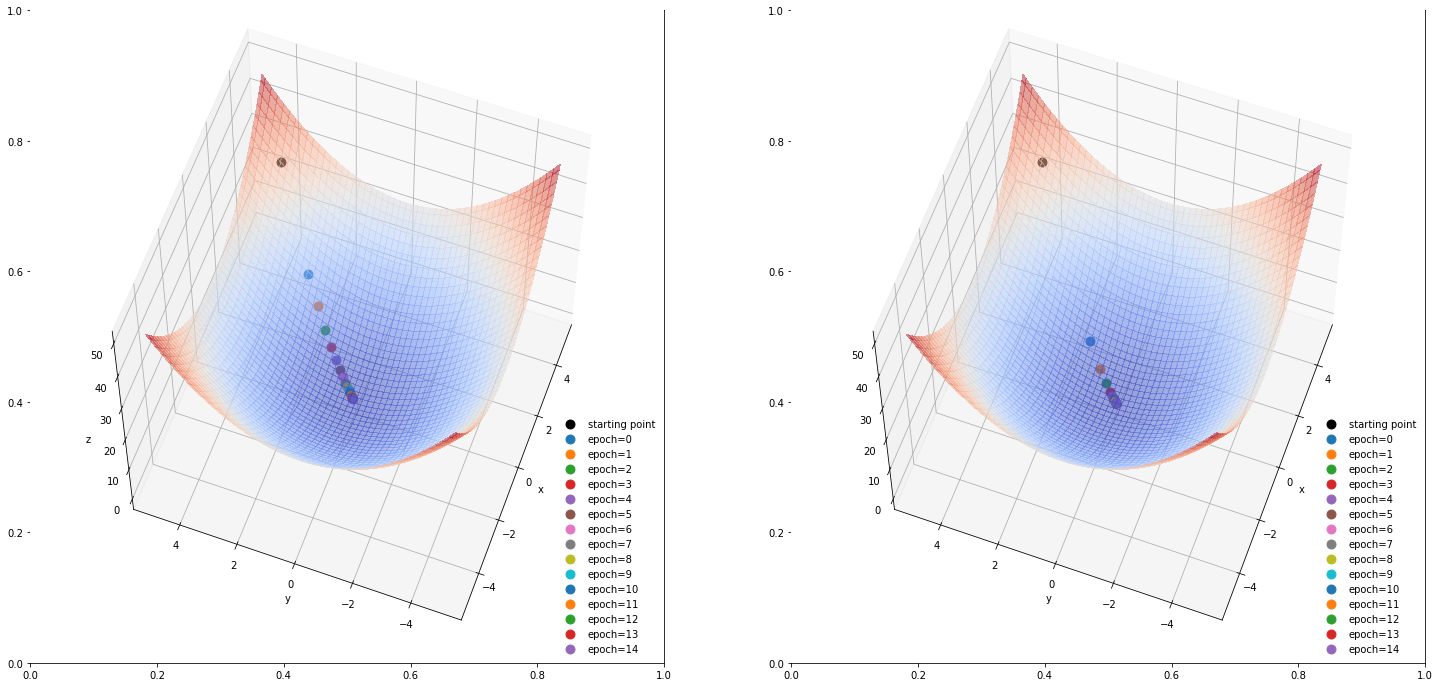 1.0
0.8
0.6
0.4
0.2
0.0
0.0
0.2
0.4
0.6
0.8
1.0
50
40
30
20
10
0
z
4
2
0
−2
−4
y
4
2
0
−2
−4
x
starting point
epoch=0
epoch=1
epoch=2
epoch=3
epoch=4
epoch=5
epoch=6
epoch=7
epoch=8
epoch=9
epoch=10
epoch=11
epoch=12
epoch=13
epoch=14
1.0
0.8
0.6
0.4
0.2
0.0
0.0
0.2
0.4
0.6
0.8
1.0
50
40
30
20
10
0
z
4
2
0
−2
−4
y
4
2
0
−2
−4
x
starting point
epoch=0
epoch=1
epoch=2
epoch=3
epoch=4
epoch=5
epoch=6
epoch=7
epoch=8
epoch=9
epoch=10
epoch=11
epoch=12
epoch=13
epoch=14